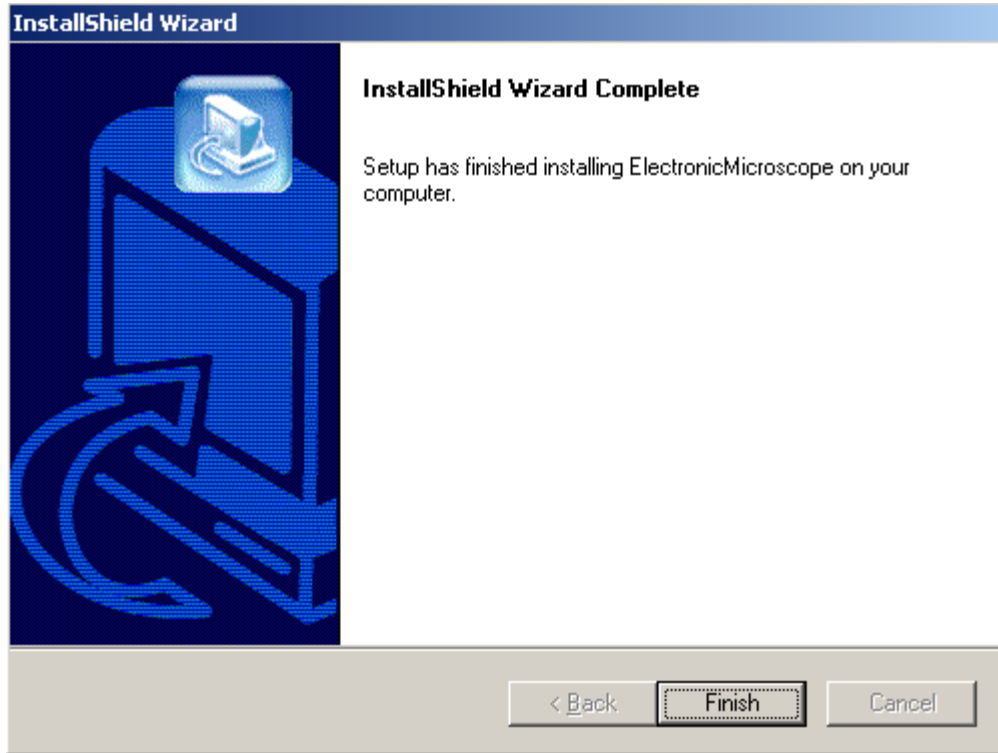 InstallShield Wizard
InstallShield Wizard Complete
Setup has finished installing ElectronicMicroscope on your
computer.
< Back
Finish
Cancel